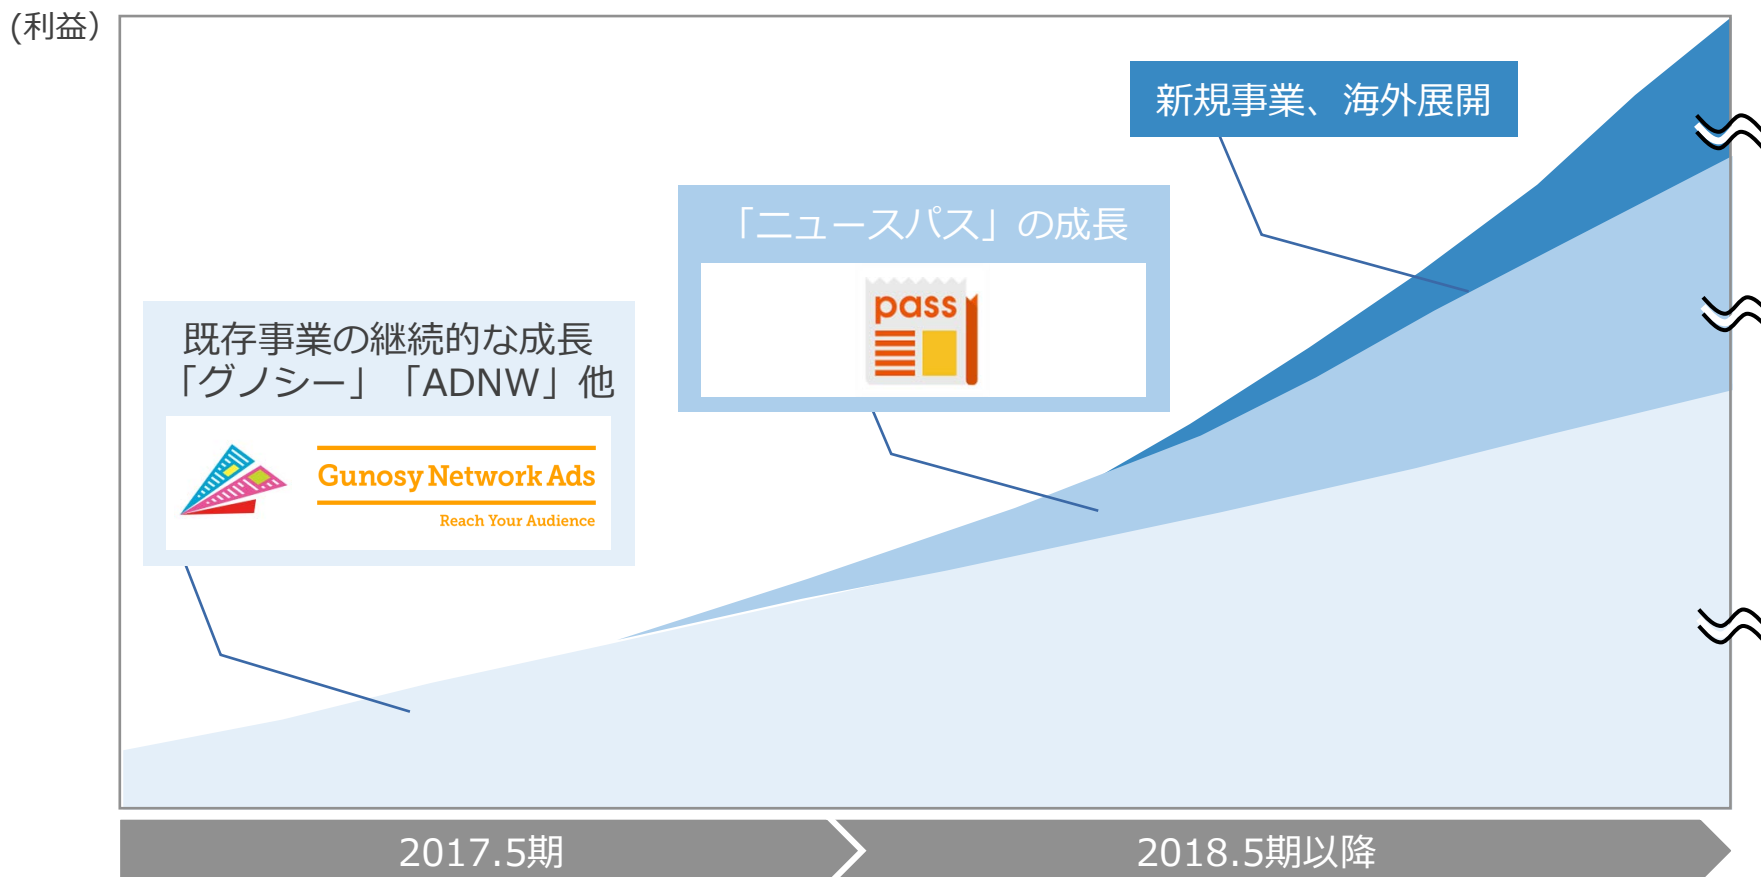 (利益)
新規事業、海外展開
「ニュースパス」の成長
pass
既存事業の継続的な成長
「グノシー」「ADNW」他
Gunosy Network Ads
Reach Your Audience
2017.5期
2018.5期以降